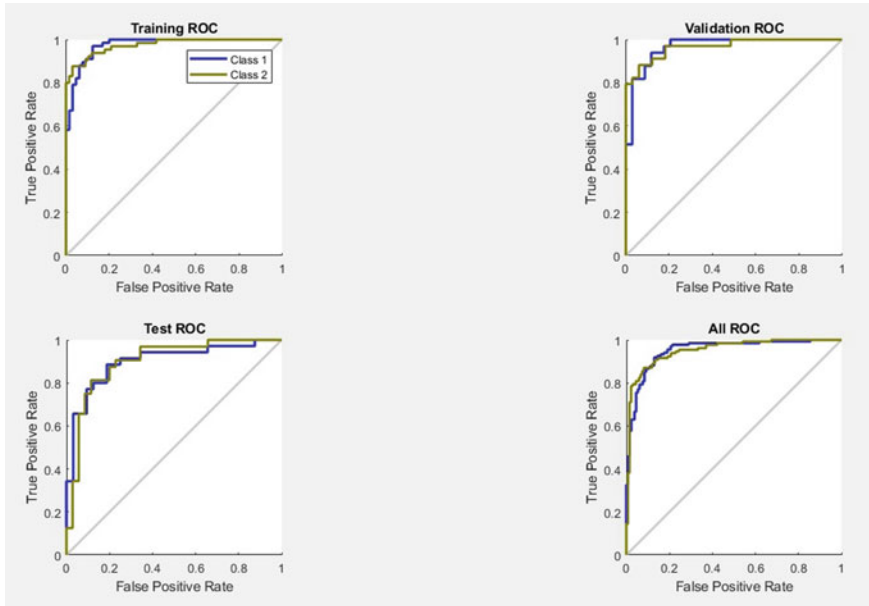 Training ROC
1
0.8
0.6
0.4
0.2
0
True Positive Rate
Class 1
Class 2
0 0.2 0.4 0.6 0.8 1
False Positive Rate
Validation ROC
1
0.8
0.6
0.4
0.2
0
True Positive Rate
0 0.2 0.4 0.6 0.8 1
False Positive Rate
Test ROC
1
0.8
0.6
0.4
0.2
0
True Positive Rate
0 0.2 0.4 0.6 0.8 1
False Positive Rate
All ROC
1
0.8
0.6
0.4
0.2
0
True Positive Rate
0 0.2 0.4 0.6 0.8 1
False Positive Rate